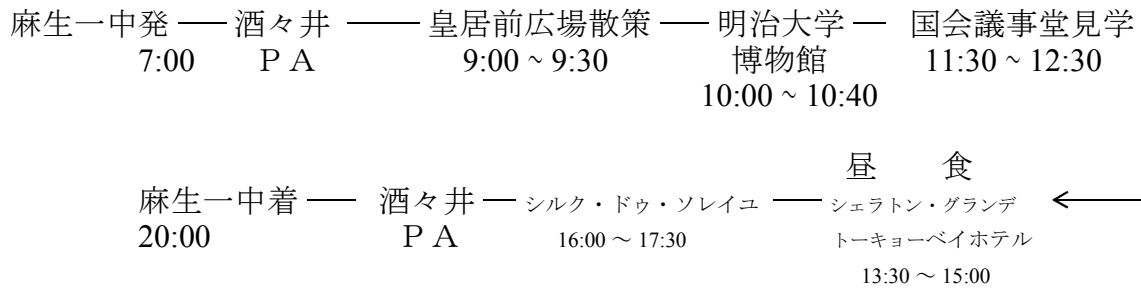 麻生一中発 ── 酒々井 ─── 皇居前広場散策 ─ 明治大学 ─ 国会議事堂見学
7:00 ＰＡ 9:00 ~ 9:30 博物館 11:30 ~ 12:30
10:00 ~ 10:40
昼　食
麻生一中着 ── 酒々井 ─ シルク・ドゥ・ソレイユ ── シェラトン・グランデ ←
20:00 ＰＡ 16:00 ～ 17:30 トーキョーベイホテル
13:30 ～ 15:00